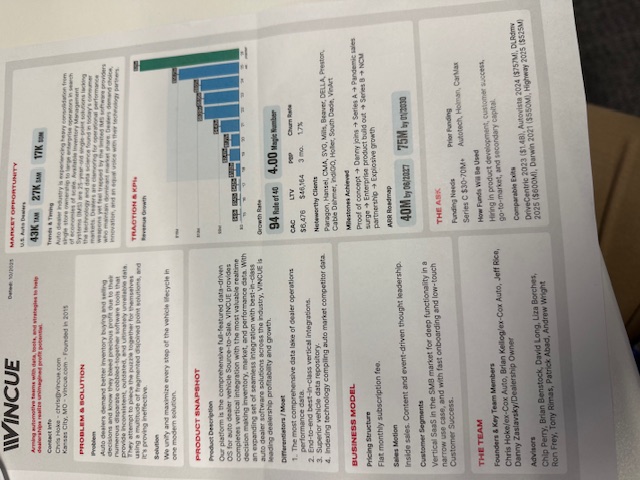 VINCUE
Dated: 10/2025
Arming automotive teams with data, tools, and strategies to help
dealerships realize unimagined profit potential.
Contact Info
Chris Hoke - chris@vincue.com
Kansas City, MO - vincue.com - Founded in 2015
PROBLEM & SOLUTION
Problem
Auto dealers demand better inventory buying and selling
decisions and know they bleed precious profit due to their
numerous disparate cobbled-together software tools that
provide inconsistent, outdated, and ultimately unreliable data.
They attempt to piece the puzzle together for themselves
using a multitude of fragmented disjoined point solutions, and
it's proving ineffective.
Solution
We unify and maximize every step of the vehicle lifecycle in
one modern solution.
PRODUCT SNAPSHOT
Product Description
Our platform is the comprehensive full-featured data-driven
OS for auto dealer vehicle Source-to-Sale. VINCUE provides
completes vertical integration with the most valuable realtime
decision making inventory, market, and performance data. With
an expanding set of seamless integration with best-in-class
auto dealer software solutions across the industry, VINCUE is
leading dealership profitability and growth.
Differentiators / Moat
1. The most comprehensive data lake of dealer operations
performance data.
2. End-to-end best-in-class vertical integrations.
3. Superior vehicle data repository.
4. Indexing technology compiling auto market competitor data.
BUSINESS MODEL
Pricing Structure
Flat monthly subscription fee.
Sales Motion
Inside sales. Content and event-driven thought leadership.
Customer Segments
Vertical SaaS in the SMB market for deep functionality in a
narrow use case, and with fast onboarding and low-touch
Customer Success.
THE TEAM
Founders & Key Team Members
Chris Hoke/ex-Cox Auto, Brian Kellog/ex-Cox Auto, Jeff Rice,
Danny Zaslavsky/Dealership Owner
Advisors
Chip Perry, Brian Benstock, David Long, Liza Borches,
Ron Frey, Tony Rimas, Patrick Abad, Andrew Wright
MARKET OPPORTUNITY
U.S. Auto Dealers
43K TAM 27K SAM 17K SOM
Trends & Timing
Auto dealer industry is experiencing heavy consolidation from
single store ownership to large enterprise operators in search
of economies of scale. Available Inventory Management
Systems (IMS) are 25-year-old single-point solutions lacking
the technology and data science found in today's consumer
markets. Dealers are clamoring for operational performance
weapons yet feel trapped by the limited IMS software providers
who maintain dominant market share. Dealers demand choice,
innovation, and an equal voice with their technology partners.
TRACTION & KPIs
Revenue Growth
Growth Rate
94 Rule of 40 4.00 Magic Number
CAC LTV PBP Churn Rate
$6,476 $46,164 3 mo. 1.7%
Noteworthy Clients
Paragon, Hansel, CMA, SVG, Mills, Beaver, DELLA, Preston,
Cable Dahmer, indiGO, Holler, South Dade, VinArt
Milestones Achieved
Proof of concept → Danny joins → Series A → Pandemic sales
surge → Enterprise product build out → Series B → NCM
partnership → Explosive growth
ARR Roadmap
40M by 06/2027 75M by 01/2030
THE ASK
Funding Needs Prior Funding
Series C $30-70M+ Autotech, Holman, CarMax
How Funds Will be Used
Hiring in product development, customer success,
go-to-market, and secondary capital.
Comparable Exits
DriveCentric 2023 ($1.4B), Autovista 2024 ($757M), DLRdmv
2025 ($600M), Darwin 2021 ($550M), Highway 2025 ($525M)